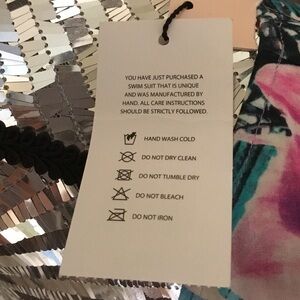 YOU HAVE JUST PURCHASED A
SWIM SUIT THAT IS UNIQUE
AND WAS MANUFACTURED BY
HAND. ALL CARE INSTRUCTIONS
SHOULD BE STRICTLY FOLLOWED.
HAND WASH COLD
DO NOT DRY CLEAN
DO NOT TUMBLE DRY
DO NOT BLEACH
DO NOT IRON